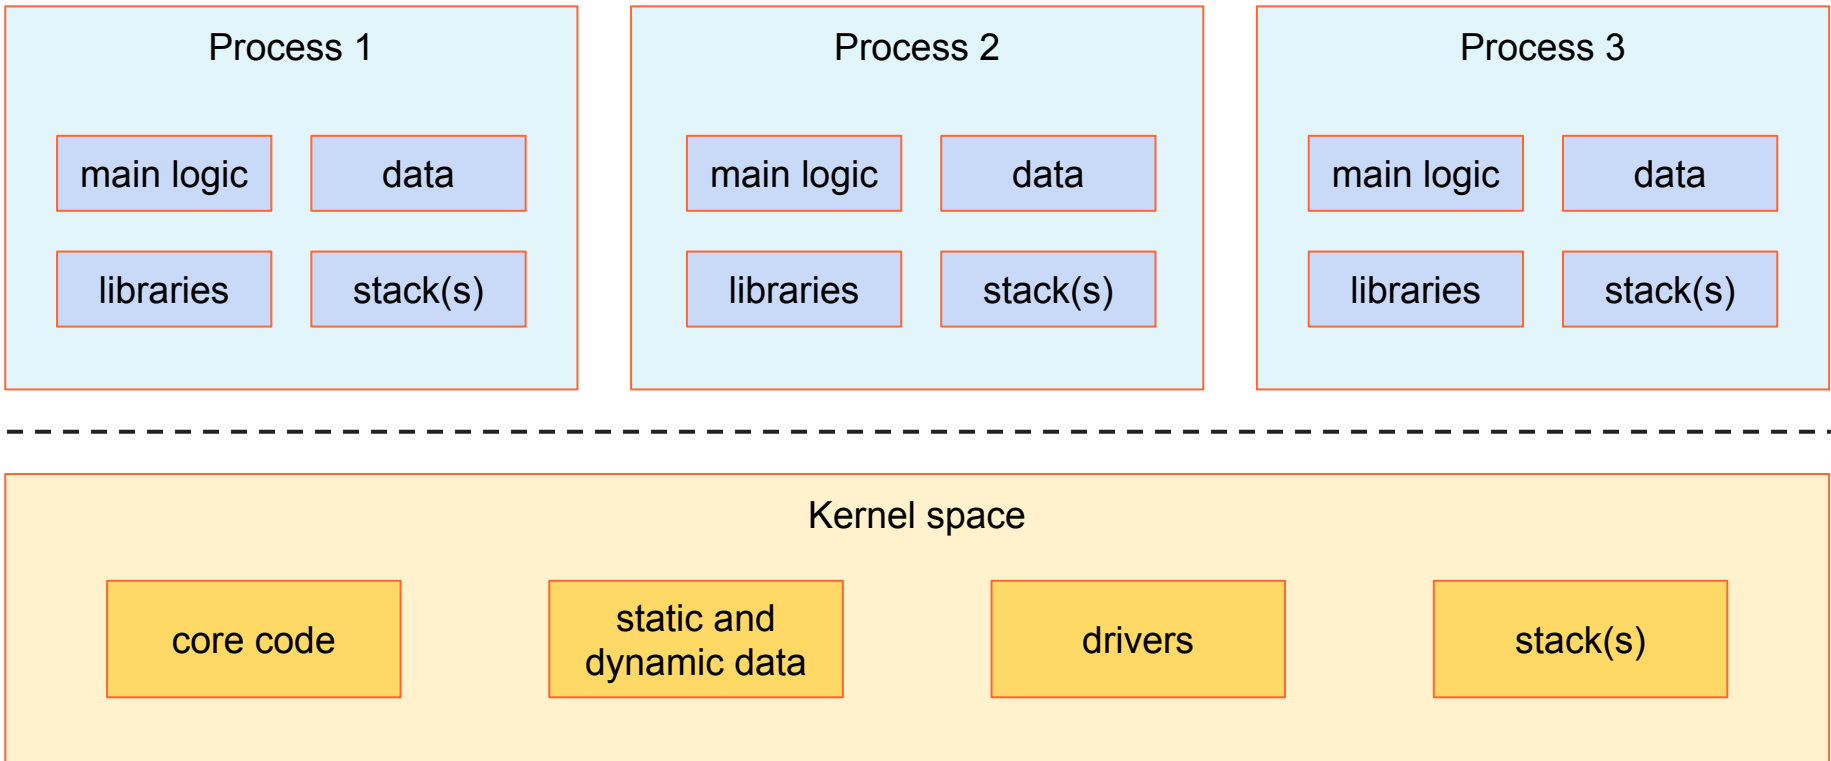 Process 1
Process 2
Process 3
main logic
data
main logic
data
main logic
data
libraries
stack(s)
libraries
stack(s)
libraries
stack(s)
Kernel space
core code
static and
dynamic data
drivers
stack(s)